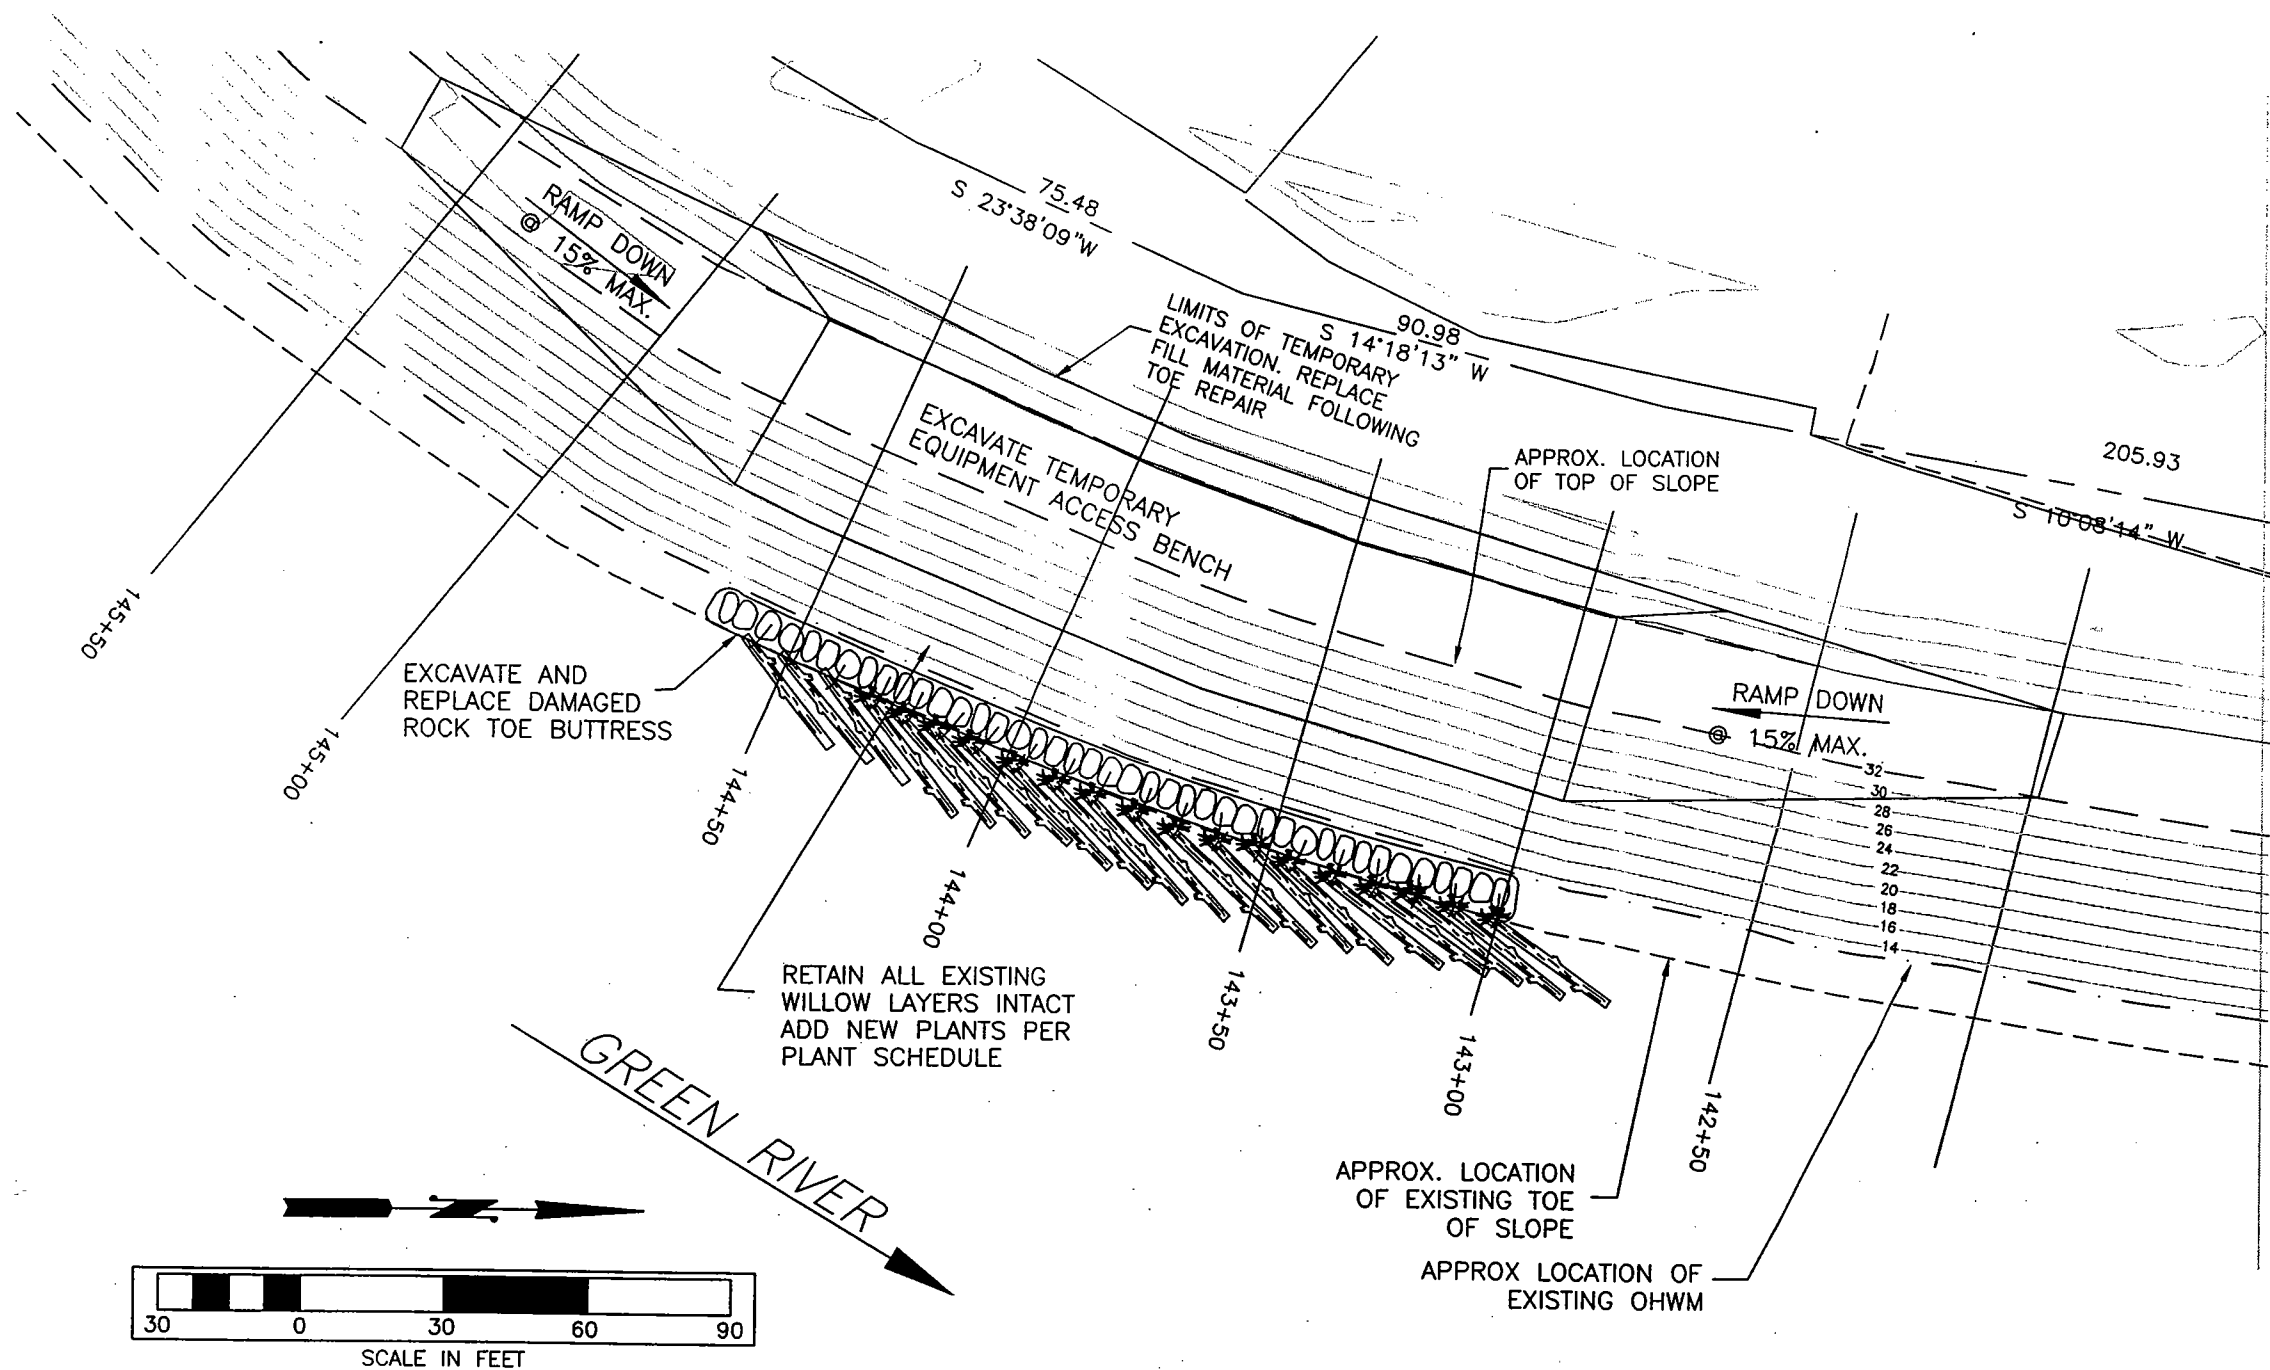 75.48
S 23°38'09"W
RAMP DOWN
@ 15% MAX.
LIMITS OF TEMPORARY
EXCAVATION. REPLACE
FILL MATERIAL FOLLOWING
TOE REPAIR
90.98
S 14°18'13" W
EXCAVATE TEMPORARY
EQUIPMENT ACCESS BENCH
APPROX. LOCATION
OF TOP OF SLOPE
205.93
S 10°08'14" W
145+50
145+00
144+50
144+00
143+50
143+00
142+50
EXCAVATE AND
REPLACE DAMAGED
ROCK TOE BUTTRESS
RAMP DOWN
@ 15% MAX.
32
30
28
26
24
22
20
18
16
14
RETAIN ALL EXISTING
WILLOW LAYERS INTACT
ADD NEW PLANTS PER
PLANT SCHEDULE
GREEN RIVER
APPROX. LOCATION
OF EXISTING TOE
OF SLOPE
APPROX LOCATION OF
EXISTING OHWM
30 0 30 60 90
SCALE IN FEET